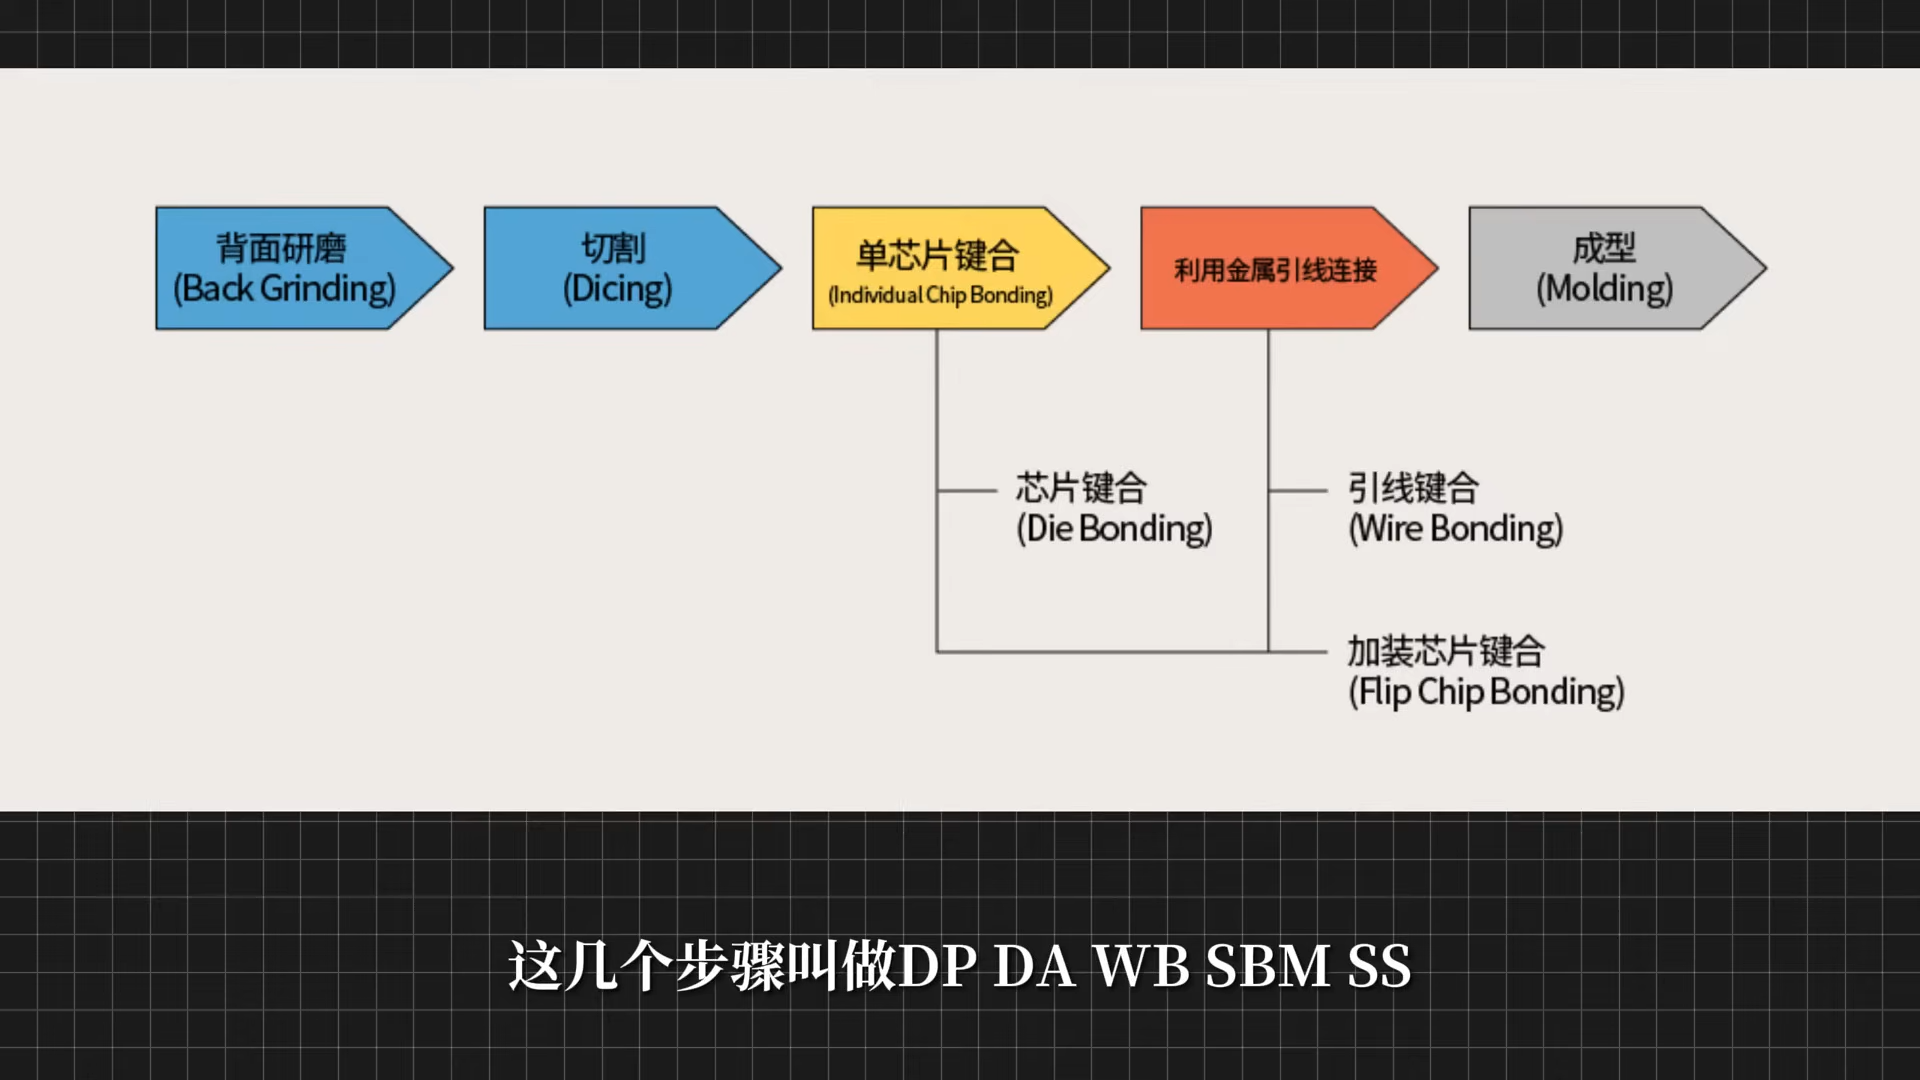 背面研磨
(Back Grinding)
切割
(Dicing)
单芯片键合
(Individual Chip Bonding)
利用金属引线连接
成型
(Molding)
芯片键合
(Die Bonding)
引线键合
(Wire Bonding)
加装芯片键合
(Flip Chip Bonding)
这几个步骤叫做DP DA WB SBM SS